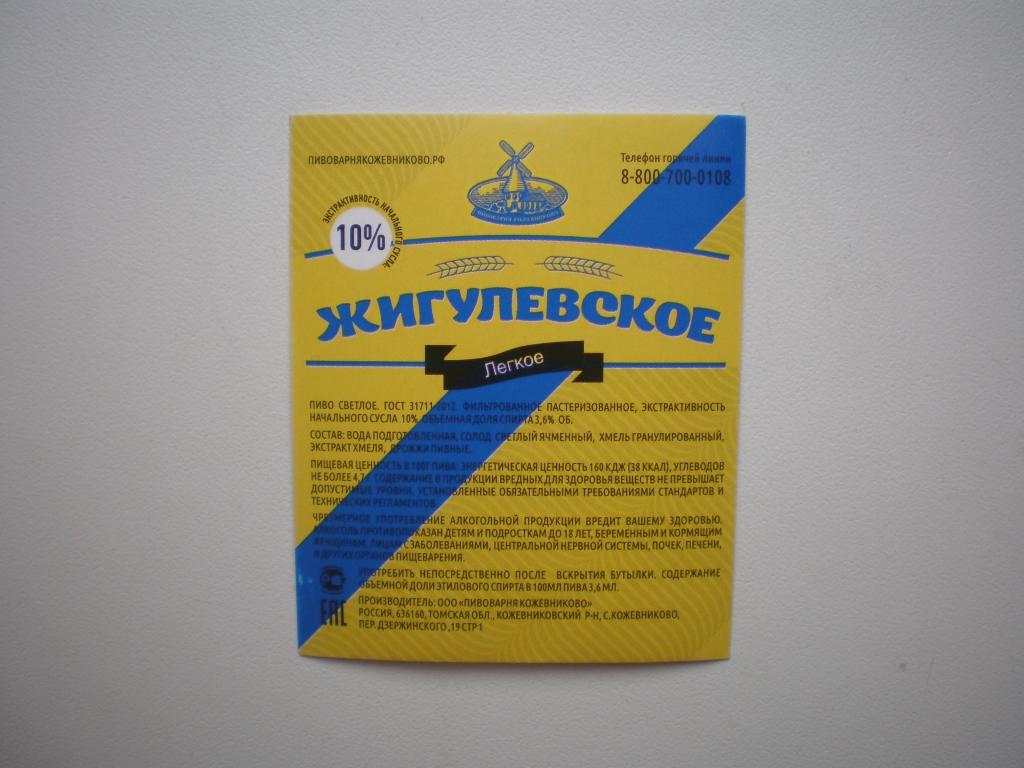 ПИВОВАРНЯКОЖЕВНИКОВО.РФ
Телефон горячей линии
8-800-700-0108
ПИВОВАРНЯ КОЖЕВНИКОВО
ЭКСТРАКТИВНОСТЬ НАЧАЛЬНОГО СУСЛА:
10%
ЖИГУЛЕВСКОЕ
Легкое
ПИВО СВЕТЛОЕ. ГОСТ 31711-2012. ФИЛЬТРОВАННОЕ ПАСТЕРИЗОВАННОЕ, ЭКСТРАКТИВНОСТЬ
НАЧАЛЬНОГО СУСЛА 10% ОБЪЕМНАЯ ДОЛЯ СПИРТА 3,6% ОБ.
СОСТАВ: ВОДА ПОДГОТОВЛЕННАЯ, СОЛОД СВЕТЛЫЙ ЯЧМЕННЫЙ, ХМЕЛЬ ГРАНУЛИРОВАННЫЙ,
ЭКСТРАКТ ХМЕЛЯ, ДРОЖЖИ ПИВНЫЕ.
ПИЩЕВАЯ ЦЕННОСТЬ В 100Г ПИВА: ЭНЕРГЕТИЧЕСКАЯ ЦЕННОСТЬ 160 КДЖ (38 ККАЛ), УГЛЕВОДОВ
НЕ БОЛЕЕ 4,7 Г. СОДЕРЖАНИЕ В ПРОДУКЦИИ ВРЕДНЫХ ДЛЯ ЗДОРОВЬЯ ВЕЩЕСТВ НЕ ПРЕВЫШАЕТ
ДОПУСТИМЫЕ УРОВНИ, УСТАНОВЛЕННЫЕ ОБЯЗАТЕЛЬНЫМИ ТРЕБОВАНИЯМИ СТАНДАРТОВ И
ТЕХНИЧЕСКИХ РЕГЛАМЕНТОВ.
ЧРЕЗМЕРНОЕ УПОТРЕБЛЕНИЕ АЛКОГОЛЬНОЙ ПРОДУКЦИИ ВРЕДИТ ВАШЕМУ ЗДОРОВЬЮ.
АЛКОГОЛЬ ПРОТИВОПОКАЗАН ДЕТЯМ И ПОДРОСТКАМ ДО 18 ЛЕТ, БЕРЕМЕННЫМ И КОРМЯЩИМ
ЖЕНЩИНАМ, ЛИЦАМ С ЗАБОЛЕВАНИЯМИ, ЦЕНТРАЛЬНОЙ НЕРВНОЙ СИСТЕМЫ, ПОЧЕК, ПЕЧЕНИ,
И ДРУГИХ ОРГАНОВ ПИЩЕВАРЕНИЯ.
УПОТРЕБИТЬ НЕПОСРЕДСТВЕННО ПОСЛЕ ВСКРЫТИЯ БУТЫЛКИ. СОДЕРЖАНИЕ
ОБЪЕМНОЙ ДОЛИ ЭТИЛОВОГО СПИРТА В 100МЛ ПИВА 3,6 МЛ.
ЕАС
ПРОИЗВОДИТЕЛЬ: ООО «ПИВОВАРНЯ КОЖЕВНИКОВО»
РОССИЯ, 636160, ТОМСКАЯ ОБЛ., КОЖЕВНИКОВСКИЙ Р-Н, С.КОЖЕВНИКОВО,
ПЕР. ДЗЕРЖИНСКОГО ,19 СТР 1